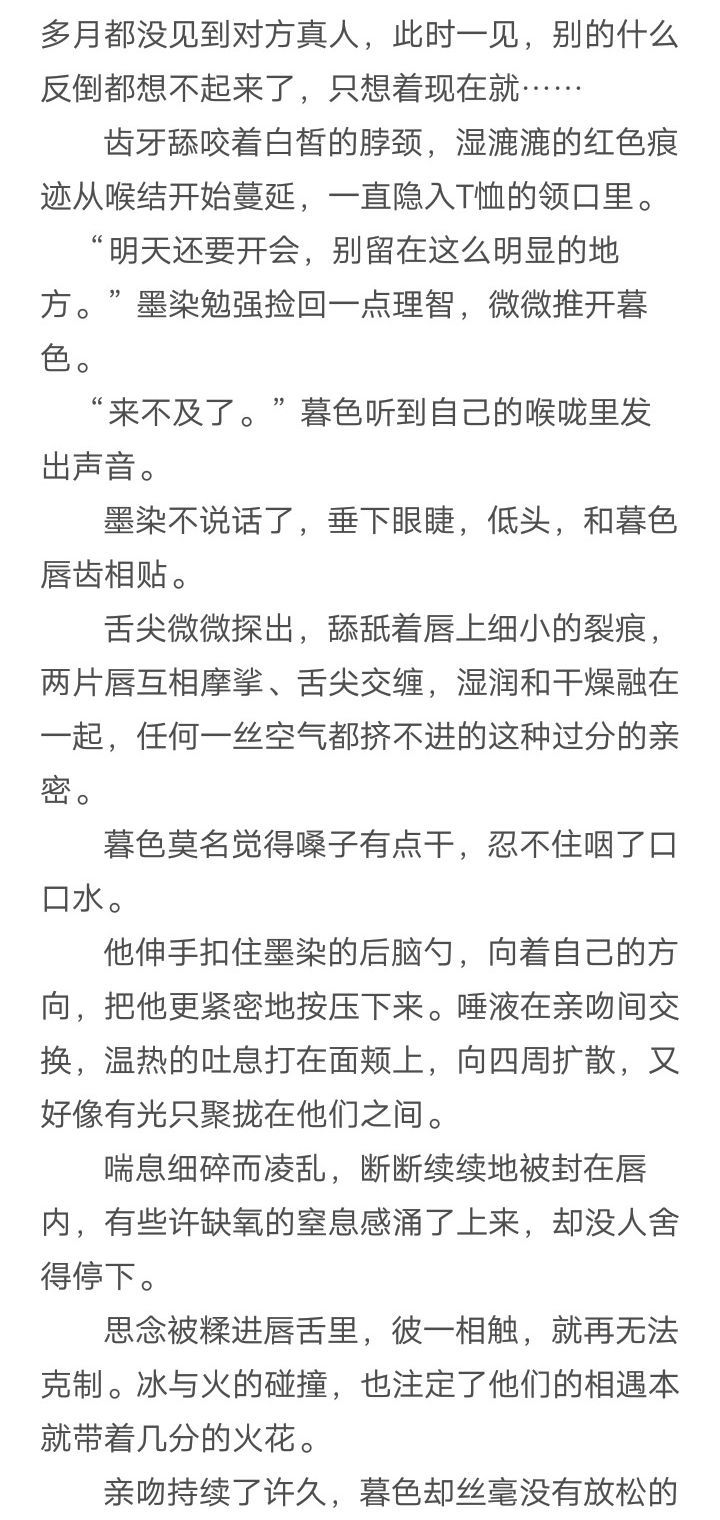 多月都没见到对方真人，此时一见，别的什么
反倒都想不起来了，只想着现在就……
齿牙舔咬着白皙的脖颈，湿漉漉的红色痕
迹从喉结开始蔓延，一直隐入T恤的领口里。
“明天还要开会，别留在这么明显的地
方。”墨染勉强捡回一点理智，微微推开暮
色。
“来不及了。”暮色听到自己的喉咙里发
出声音。
墨染不说话了，垂下眼睫，低头，和暮色
唇齿相贴。
舌尖微微探出，舔舐着唇上细小的裂痕，
两片唇互相摩挲、舌尖交缠，湿润和干燥融在
一起，任何一丝空气都挤不进的这种过分的亲
密。
暮色莫名觉得嗓子有点干，忍不住咽了口
口水。
他伸手扣住墨染的后脑勺，向着自己的方
向，把他更紧密地按压下来。唾液在亲吻间交
换，温热的吐息打在面颊上，向四周扩散，又
好像有光只聚拢在他们之间。
喘息细碎而凌乱，断断续续地被封在唇
内，有些许缺氧的窒息感涌了上来，却没人舍
得停下。
思念被糅进唇舌里，彼一相触，就再无法
克制。冰与火的碰撞，也注定了他们的相遇本
就带着几分的火花。
亲吻持续了许久，暮色却丝毫没有放松的